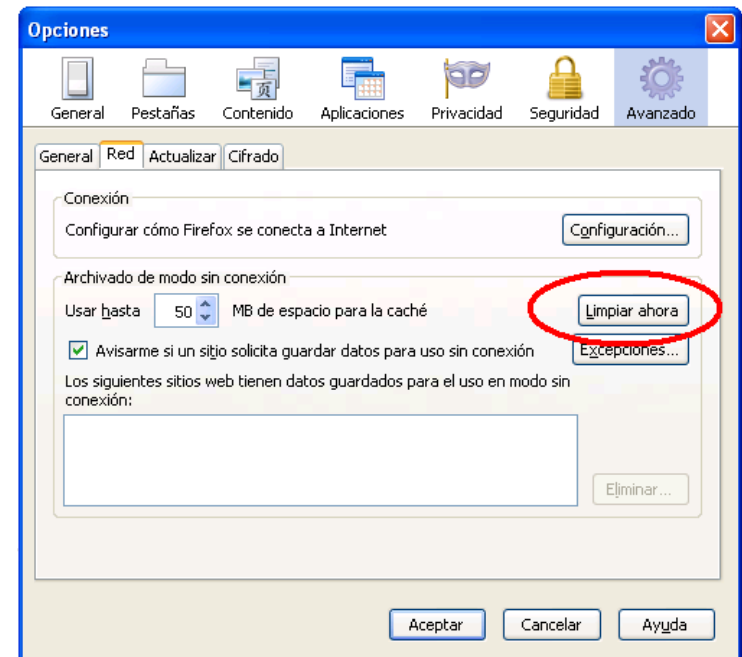 Opciones
General Pestañas Contenido Aplicaciones Privacidad Seguridad Avanzado
页
General Red Actualizar Cifrado
Conexión
Configurar cómo Firefox se conecta a Internet Configuración...
Archivado de modo sin conexión
Usar hasta 50 MB de espacio para la caché Limpiar ahora
Avisarme si un sitio solicita guardar datos para uso sin conexión Excepciones...
Los siguientes sitios web tienen datos guardados para el uso en modo sin
conexión:
Eliminar...
Aceptar Cancelar Ayuda